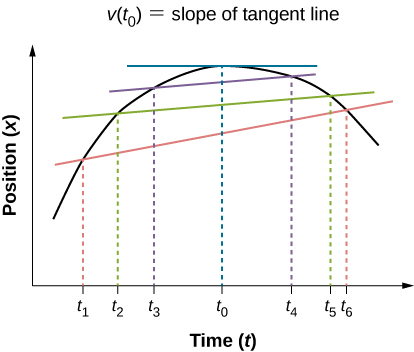 v(t₀) = slope of tangent line
Position (x)
t₁ t₂ t₃ t₀ t₄ t₅ t₆
Time (t)